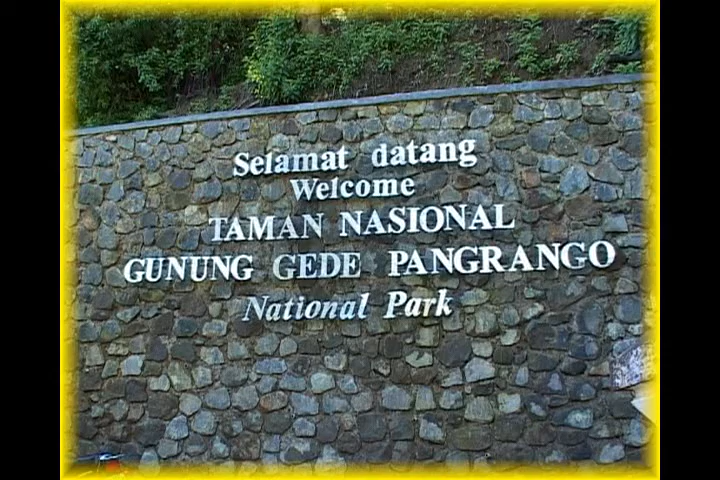 Selamat datang
Welcome
TAMAN NASIONAL
GUNUNG GEDE PANGRANGO
National Park